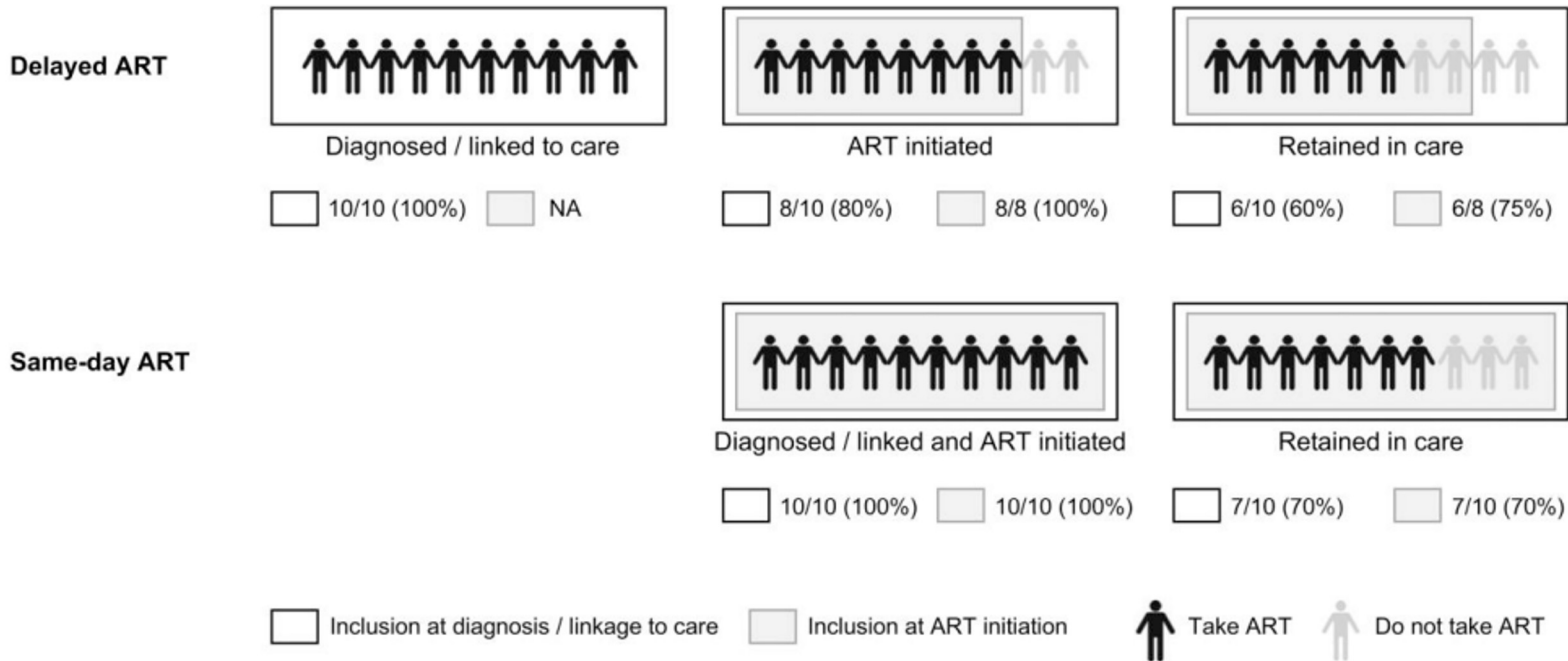 Delayed ART
Diagnosed / linked to care
ART initiated
Retained in care
10/10 (100%) NA
8/10 (80%) 8/8 (100%)
6/10 (60%) 6/8 (75%)
Same-day ART
Diagnosed / linked and ART initiated
Retained in care
10/10 (100%) 10/10 (100%)
7/10 (70%) 7/10 (70%)
Inclusion at diagnosis / linkage to care
Inclusion at ART initiation
Take ART
Do not take ART